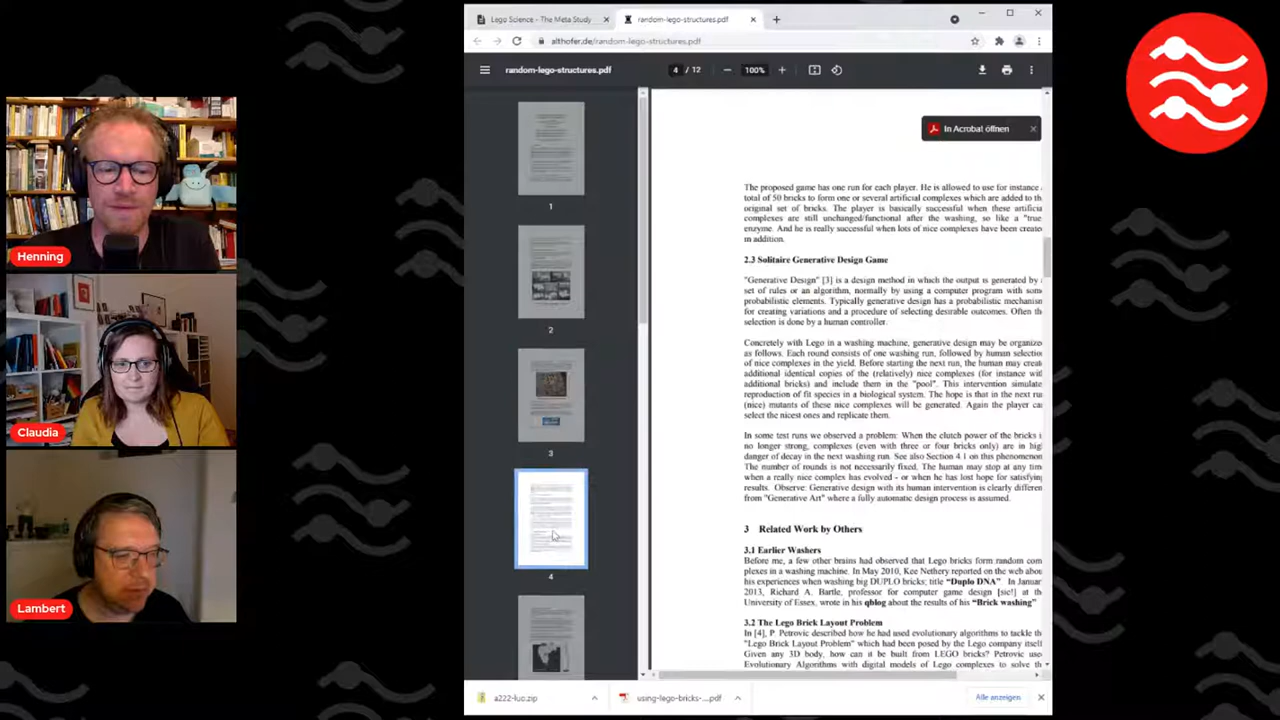 Lego Science - The Meta Study
random-lego-structures.pdf
althofer.de/random-lego-structures.pdf
random-lego-structures.pdf
4 / 12
100%
In Acrobat öffnen
1
2
3
4
The proposed game has one run for each player. He is allowed to use for instance
total of 50 bricks to form one or several artificial complexes which are added to the
original set of bricks. The player is basically successful when these artificia
complexes are still unchanged/functional after the washing, so like a "true
enzyme. And he is really successful when lots of nice complexes have been create
in addition.
2.3 Solitaire Generative Design Game
"Generative Design" [3] is a design method in which the output is generated by
set of rules or an algorithm, normally by using a computer program with som
probabilistic elements. Typically generative design has a probabilistic mechanism
for creating variations and a procedure of selecting desirable outcomes. Often th
selection is done by a human controller.
Concretely with Lego in a washing machine, generative design may be organize
as follows. Each round consists of one washing run, followed by human selection
of nice complexes in the yield. Before starting the next run, the human may creat
additional identical copies of the (relatively) nice complexes (for instance wit
additional bricks) and include them in the "pool". This intervention simulate
reproduction of fit species in a biological system. The hope is that in the next run
(nice) mutants of these nice complexes will be generated. Again the player can
select the nicest ones and replicate them.
In some test runs we observed a problem: When the clutch power of the bricks i
no longer strong, complexes (even with three or four bricks only) are in hig
danger of decay in the next washing run. See also Section 4.1 on this phenomenon
The number of rounds is not necessarily fixed. The human may stop at any tim
when a really nice complex has evolved - or when he has lost hope for satisfyin
results. Observe: Generative design with its human intervention is clearly differen
from "Generative Art" where a fully automatic design process is assumed.
3 Related Work by Others
3.1 Earlier Washers
Before me, a few other brains had observed that Lego bricks form random com
plexes in a washing machine. In May 2010, Kee Nethery reported on the web abou
his experiences when washing big DUPLO bricks; title "Duplo DNA" In Januar
2013, Richard A. Bartle, professor for computer game design [sic!] at th
University of Essex, wrote in his qblog about the results of his "Brick washing"
3.2 The Lego Brick Layout Problem
In [4], P. Petrovic described how he had used evolutionary algorithms to tackle th
"Lego Brick Layout Problem" which had been posed by the Lego company itsel
Given any 3D body, how can it be built from LEGO bricks? Petrovic use
Evolutionary Algorithms with digital models of Lego complexes to solve th
a222-luo.zip
using-lego-bricks-....pdf
Alle anzeigen
Henning
Claudia
Lambert